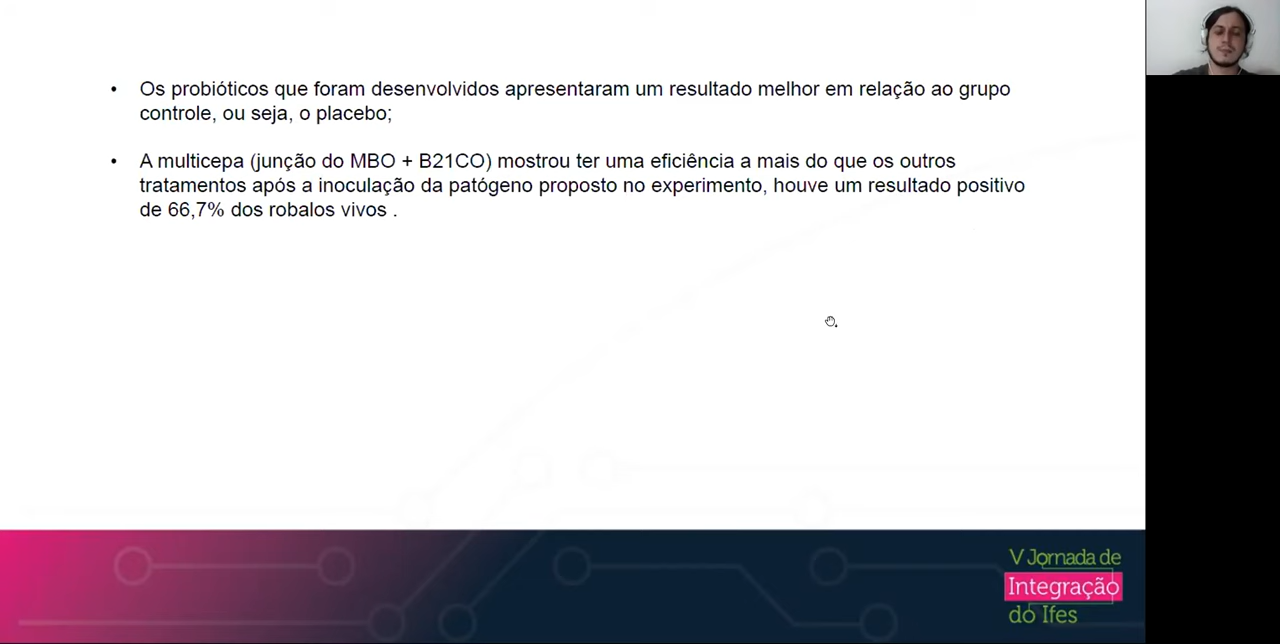 • Os probióticos que foram desenvolvidos apresentaram um resultado melhor em relação ao grupo
controle, ou seja, o placebo;
• A multicepa (junção do MBO + B21CO) mostrou ter uma eficiência a mais do que os outros
tratamentos após a inoculação da patógeno proposto no experimento, houve um resultado positivo
de 66,7% dos robalos vivos .
V Jornada de
Integração
do Ifes